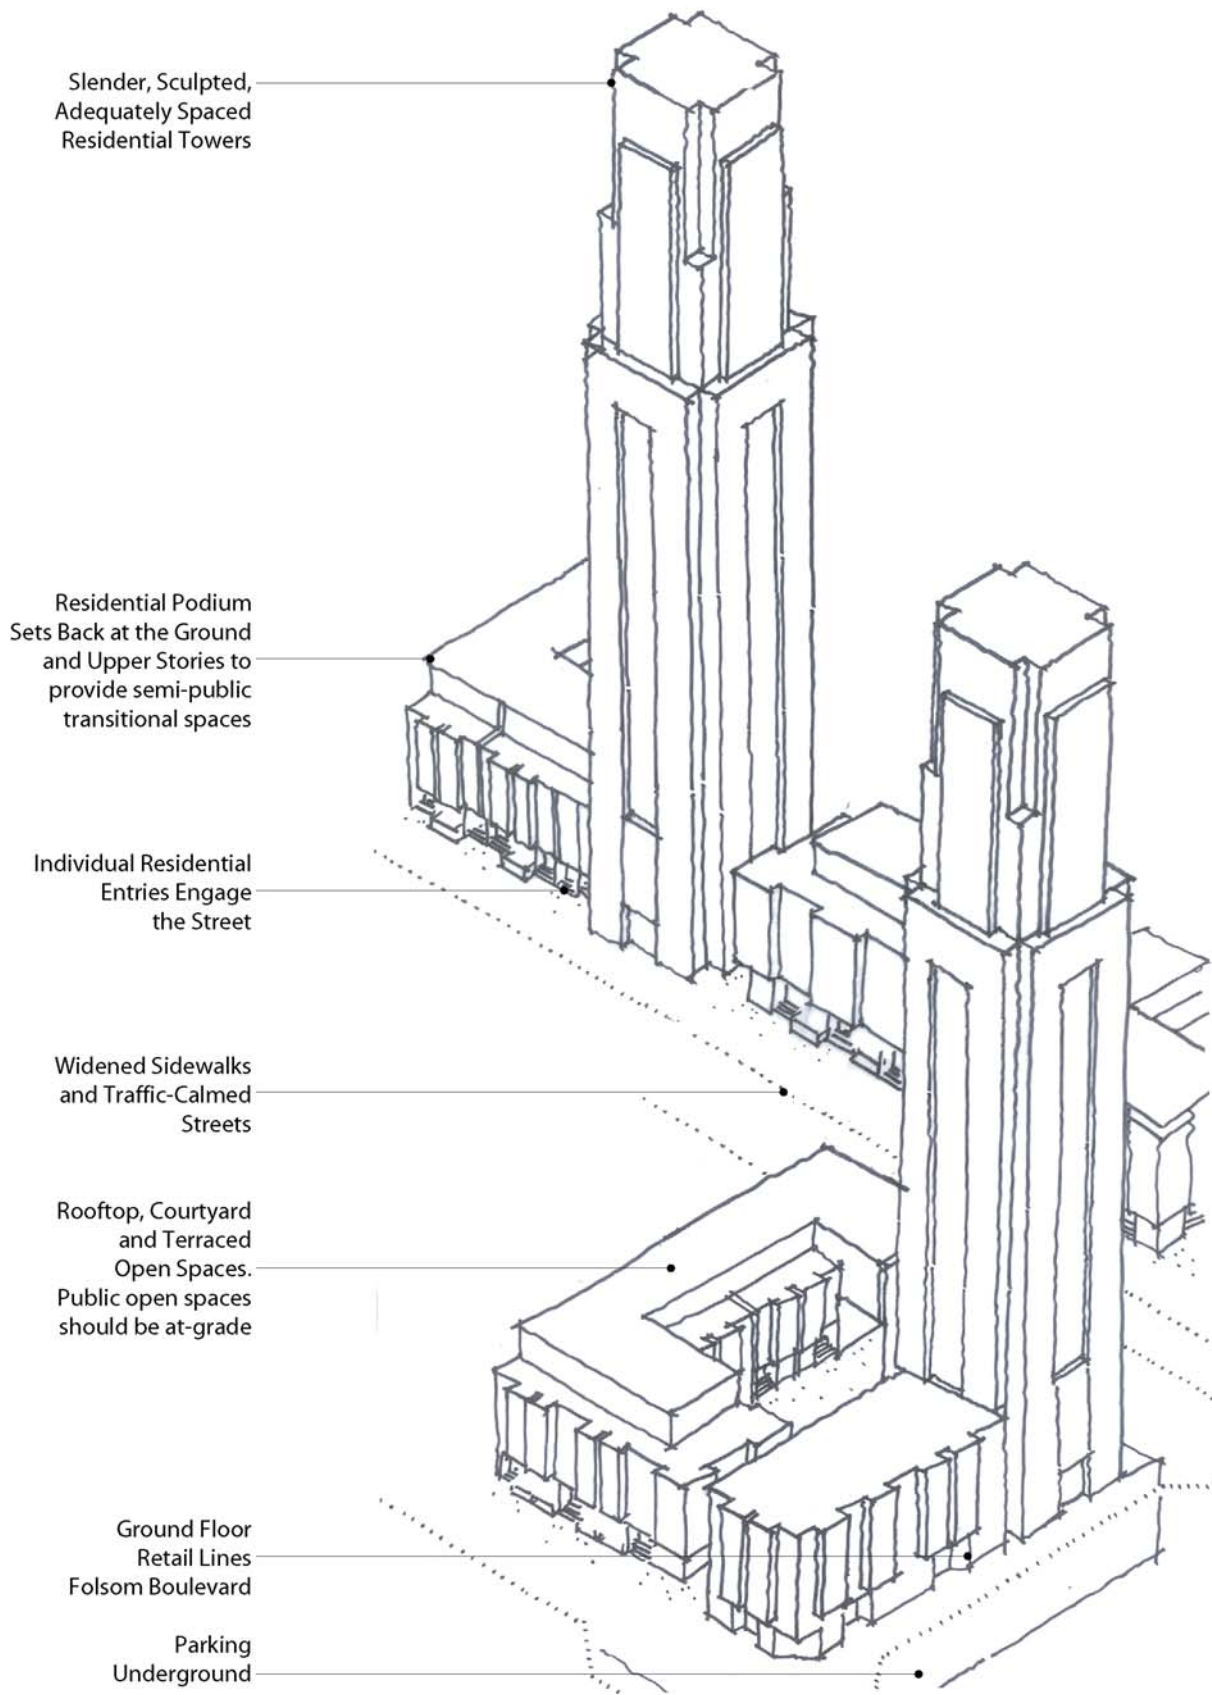 Slender, Sculpted,
Adequately Spaced
Residential Towers
Residential Podium
Sets Back at the Ground
and Upper Stories to
provide semi-public
transitional spaces
Individual Residential
Entries Engage
the Street
Widened Sidewalks
and Traffic-Calmed
Streets
Rooftop, Courtyard
and Terraced
Open Spaces.
Public open spaces
should be at-grade
Ground Floor
Retail Lines
Folsom Boulevard
Parking
Underground